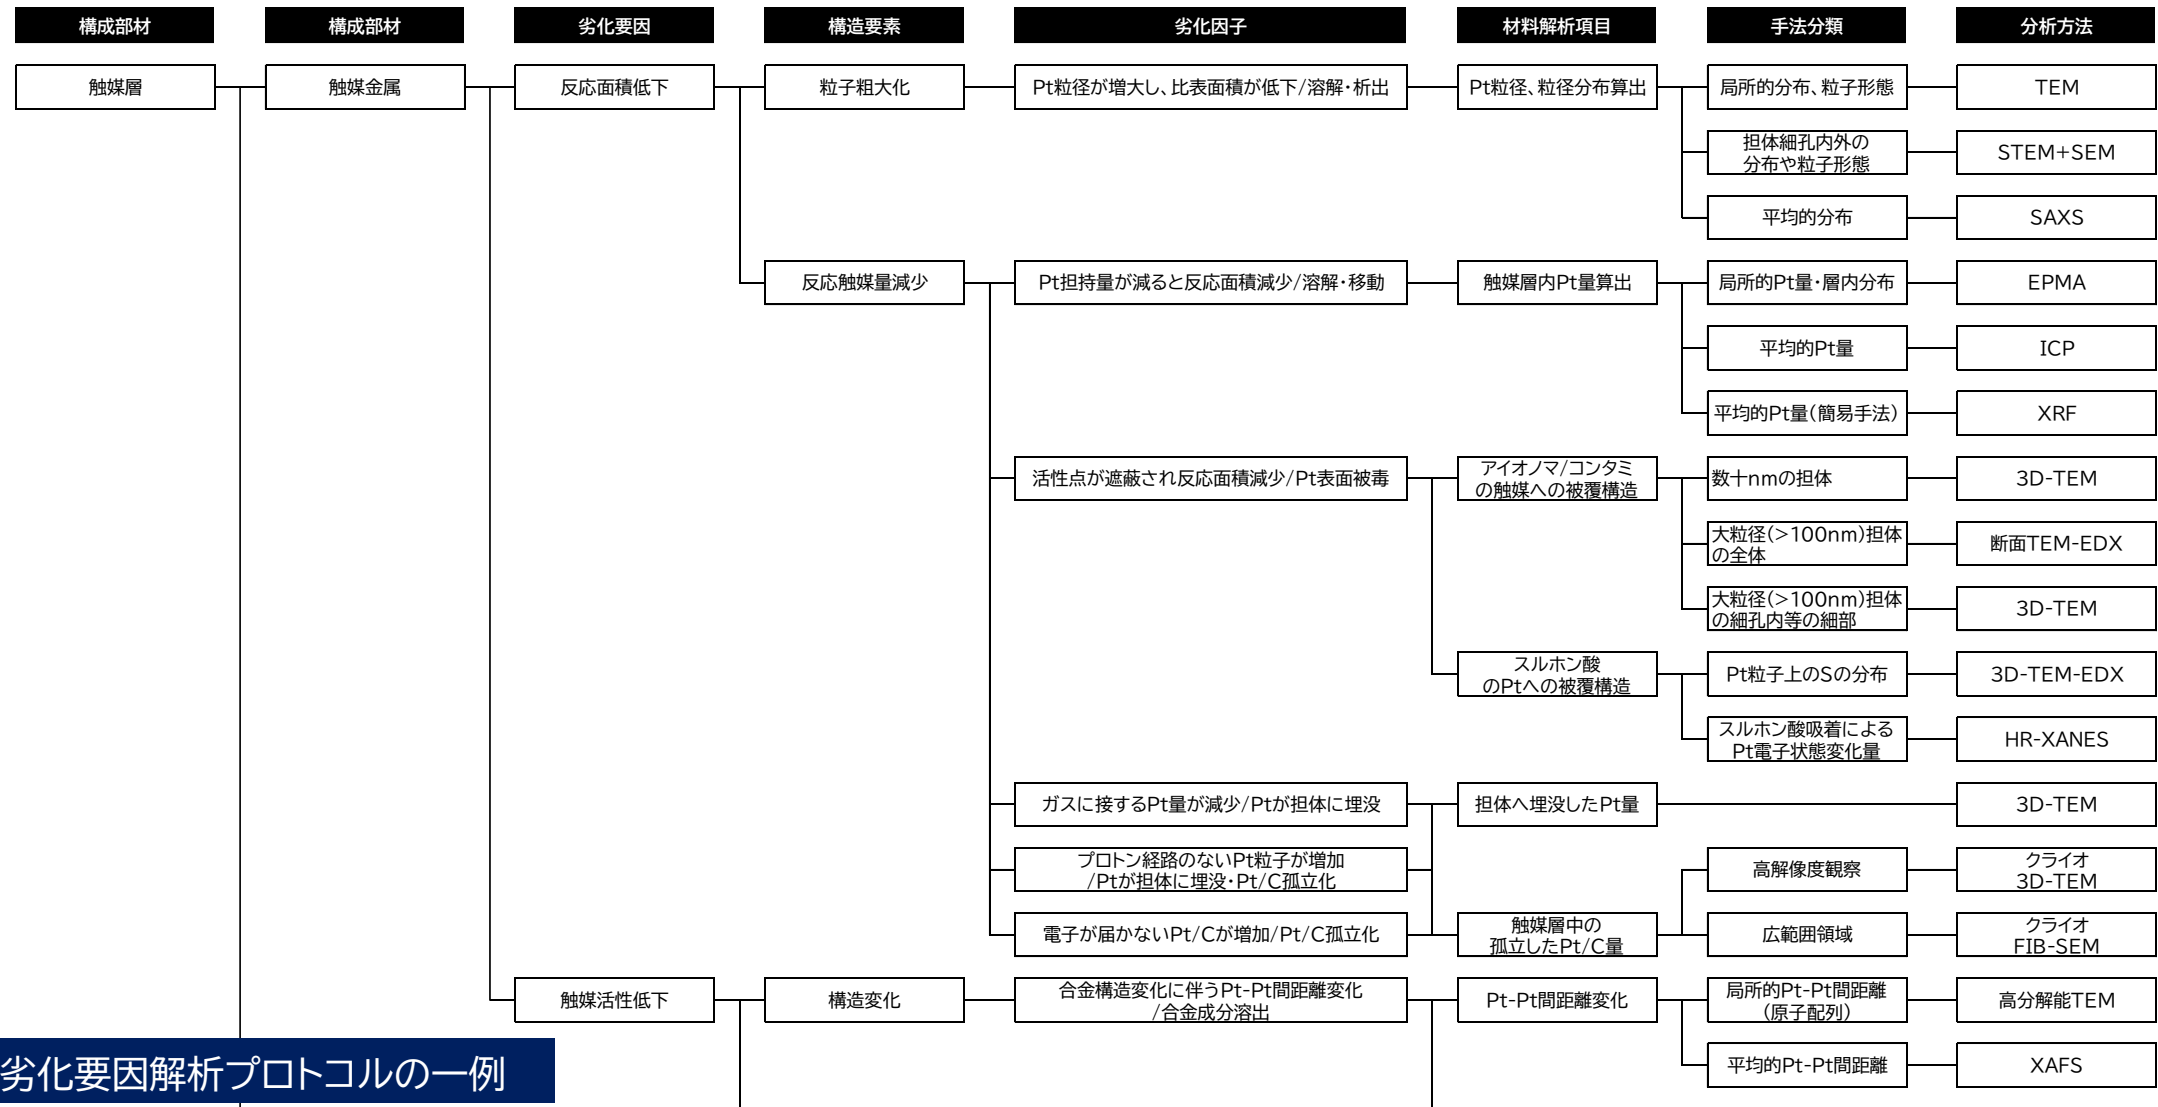 構成部材
構成部材
劣化要因
構造要素
劣化因子
材料解析項目
手法分類
分析方法
触媒層
触媒金属
反応面積低下
粒子粗大化
Pt粒径が増大し、比表面積が低下/溶解・析出
Pt粒径、粒径分布算出
局所的分布、粒子形態
TEM
担体細孔内外の
分布や粒子形態
STEM+SEM
平均的分布
SAXS
反応触媒量減少
Pt担持量が減ると反応面積減少/溶解・移動
触媒層内Pt量算出
局所的Pt量・層内分布
EPMA
平均的Pt量
ICP
平均的Pt量(簡易手法)
XRF
活性点が遮蔽され反応面積減少/Pt表面被毒
アイオノマ/コンタミ
の触媒への被覆構造
数十nmの担体
3D-TEM
大粒径(>100nm)担体
の全体
断面TEM-EDX
大粒径(>100nm)担体
の細孔内等の細部
3D-TEM
スルホン酸
のPtへの被覆構造
Pt粒子上のSの分布
3D-TEM-EDX
スルホン酸吸着による
Pt電子状態変化量
HR-XANES
ガスに接するPt量が減少/Ptが担体に埋没
担体へ埋没したPt量
3D-TEM
プロトン経路のないPt粒子が増加
/Ptが担体に埋没・Pt/C孤立化
高解像度観察
クライオ
3D-TEM
電子が届かないPt/Cが増加/Pt/C孤立化
触媒層中の
孤立したPt/C量
広範囲領域
クライオ
FIB-SEM
触媒活性低下
構造変化
合金構造変化に伴うPt-Pt間距離変化
/合金成分溶出
Pt-Pt間距離変化
局所的Pt-Pt間距離
(原子配列)
高分解能TEM
平均的Pt-Pt間距離
XAFS
劣化要因解析プロトコルの一例